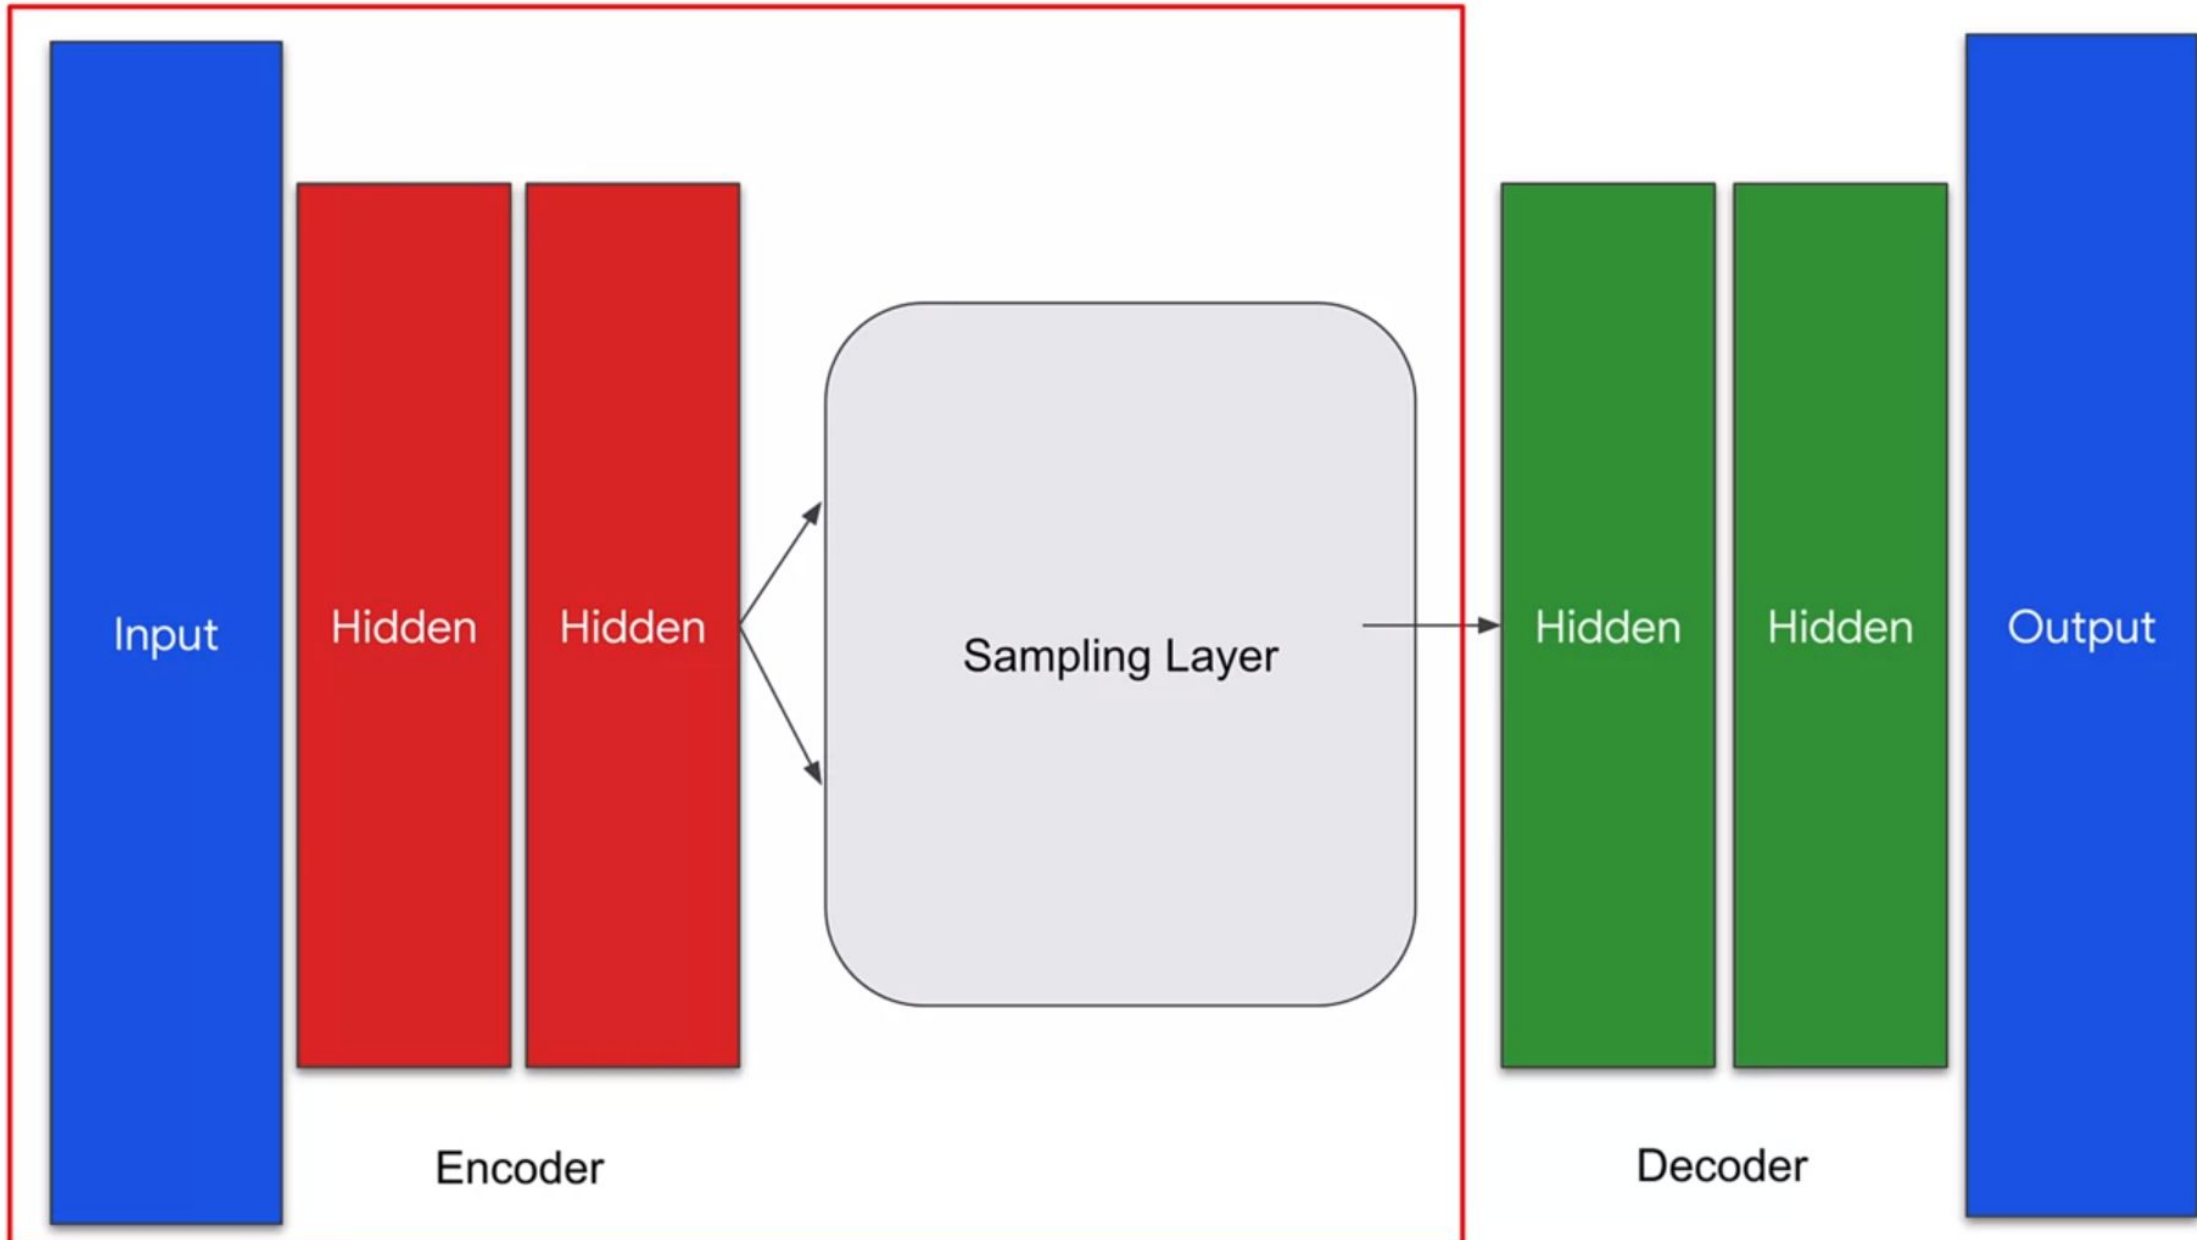 Input
Hidden
Hidden
Sampling Layer
Hidden
Hidden
Output
Encoder
Decoder